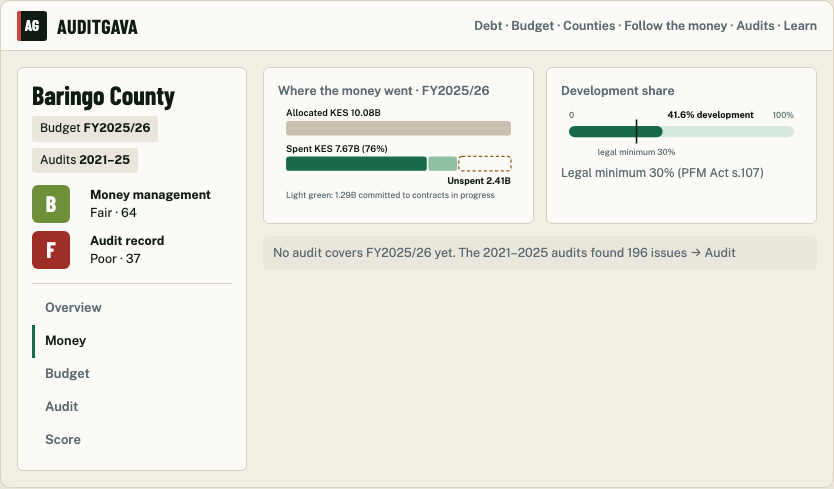 AG AUDITGAVA
Debt · Budget · Counties · Follow the money · Audits · Learn
Baringo County
Budget FY2025/26
Audits 2021–25
B
Money management
Fair · 64
F
Audit record
Poor · 37
Overview
Money
Budget
Audit
Score
Where the money went · FY2025/26
Allocated KES 10.08B
Spent KES 7.67B (76%)
Unspent 2.41B
Light green: 1.29B committed to contracts in progress
Development share
0 41.6% development 100%
legal minimum 30%
Legal minimum 30% (PFM Act s.107)
No audit covers FY2025/26 yet. The 2021–2025 audits found 196 issues → Audit